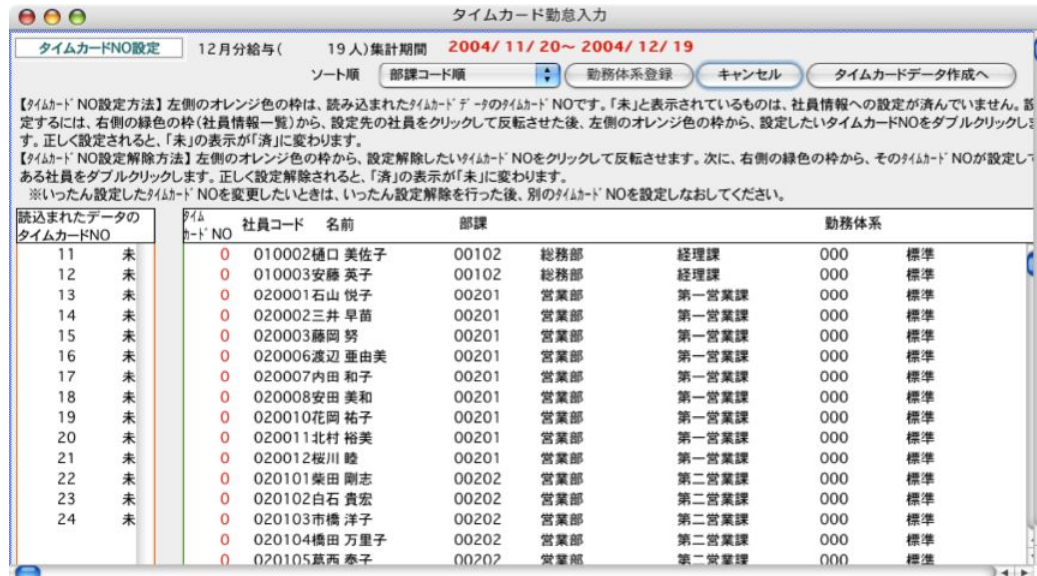 タイムカード勤怠入力
タイムカードNO設定 12月分給与( 19人)集計期間 2004/11/20~2004/12/19
ソート順 部課コード順 勤務体系登録 キャンセル タイムカードデータ作成へ
【ﾀｲﾑｶｰﾄﾞNO設定方法】左側のオレンジ色の枠は、読み込まれたﾀｲﾑｶｰﾄﾞﾃﾞｰﾀのﾀｲﾑｶｰﾄﾞNOです。「未」と表示されているものは、社員情報への設定が済んでいません。設
定するには、右側の緑色の枠(社員情報一覧)から、設定先の社員をクリックして反転させた後、左側のオレンジ色の枠から、設定したいタイムカードNOをダブルクリックしま
す。正しく設定されると、「未」の表示が「済」に変わります。
【ﾀｲﾑｶｰﾄﾞNO設定解除方法】左側のオレンジ色の枠から、設定解除したいﾀｲﾑｶｰﾄﾞNOをクリックして反転させます。次に、右側の緑色の枠から、そのﾀｲﾑｶｰﾄﾞNOが設定して
ある社員をダブルクリックします。正しく設定解除されると、「済」の表示が「未」に変わります。
※いったん設定したﾀｲﾑｶｰﾄﾞNOを変更したいときは、いったん設定解除を行った後、別のﾀｲﾑｶｰﾄﾞNOを設定しなおしてください。
読込まれたデータの
タイムカードNO
ﾀｲﾑ
ｶｰﾄﾞNO 社員コード 名前 部課 勤務体系
11 未 0 010002樋口 美佐子 00102 総務部 経理課 000 標準
12 未 0 010003安藤 英子 00102 総務部 経理課 000 標準
13 未 0 020001石山 悦子 00201 営業部 第一営業課 000 標準
14 未 0 020002三井 早苗 00201 営業部 第一営業課 000 標準
15 未 0 020003藤岡 努 00201 営業部 第一営業課 000 標準
16 未 0 020006渡辺 亜由美 00201 営業部 第一営業課 000 標準
17 未 0 020007内田 和子 00201 営業部 第一営業課 000 標準
18 未 0 020008安田 美和 00201 営業部 第一営業課 000 標準
19 未 0 020010花岡 祐子 00201 営業部 第一営業課 000 標準
20 未 0 020011北村 裕美 00201 営業部 第一営業課 000 標準
21 未 0 020012桜川 睦 00201 営業部 第一営業課 000 標準
22 未 0 020101柴田 剛志 00202 営業部 第二営業課 000 標準
23 未 0 020102白石 貴宏 00202 営業部 第二営業課 000 標準
24 未 0 020103市橋 洋子 00202 営業部 第二営業課 000 標準
0 020104橋田 万里子 00202 営業部 第二営業課 000 標準
0 020105葛西 泰子 00202 営業部 第二営業課 000 標準